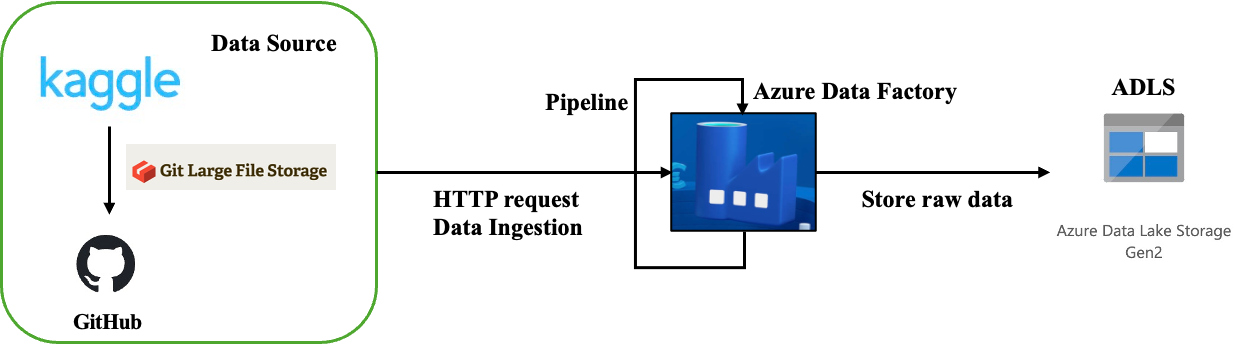 Data Source
kaggle
Git Large File Storage
GitHub
HTTP request
Data Ingestion
Pipeline
Azure Data Factory
Store raw data
ADLS
Azure Data Lake Storage
Gen2